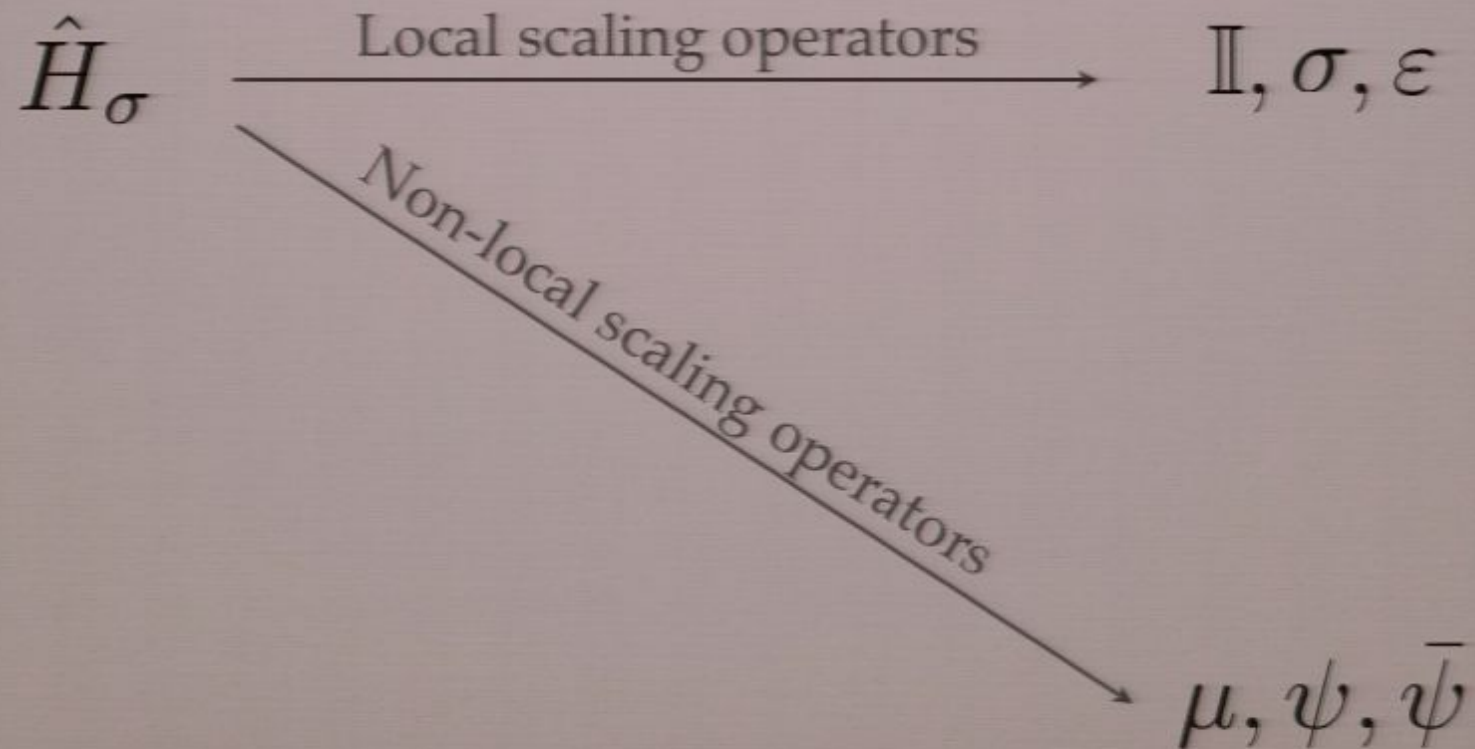 Local scaling operators
Ĥ_σ
𝕀, σ, ε
Non-local scaling operators
μ, ψ, ψ̄